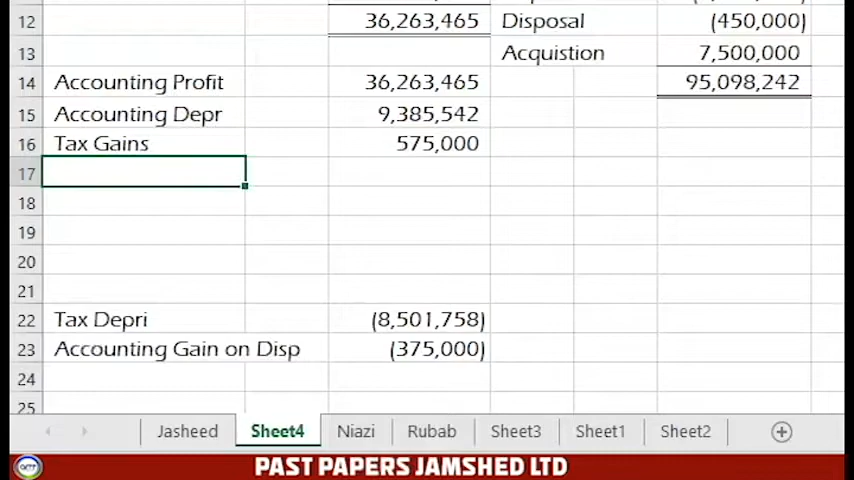 12 36,263,465 Disposal (450,000)
13 Acquistion 7,500,000
14 Accounting Profit 36,263,465 95,098,242
15 Accounting Depr 9,385,542
16 Tax Gains 575,000
17
18
19
20
21
22 Tax Depri (8,501,758)
23 Accounting Gain on Disp (375,000)
24
25
Jasheed Sheet4 Niazi Rubab Sheet3 Sheet1 Sheet2
PAST PAPERS JAMSHED LTD